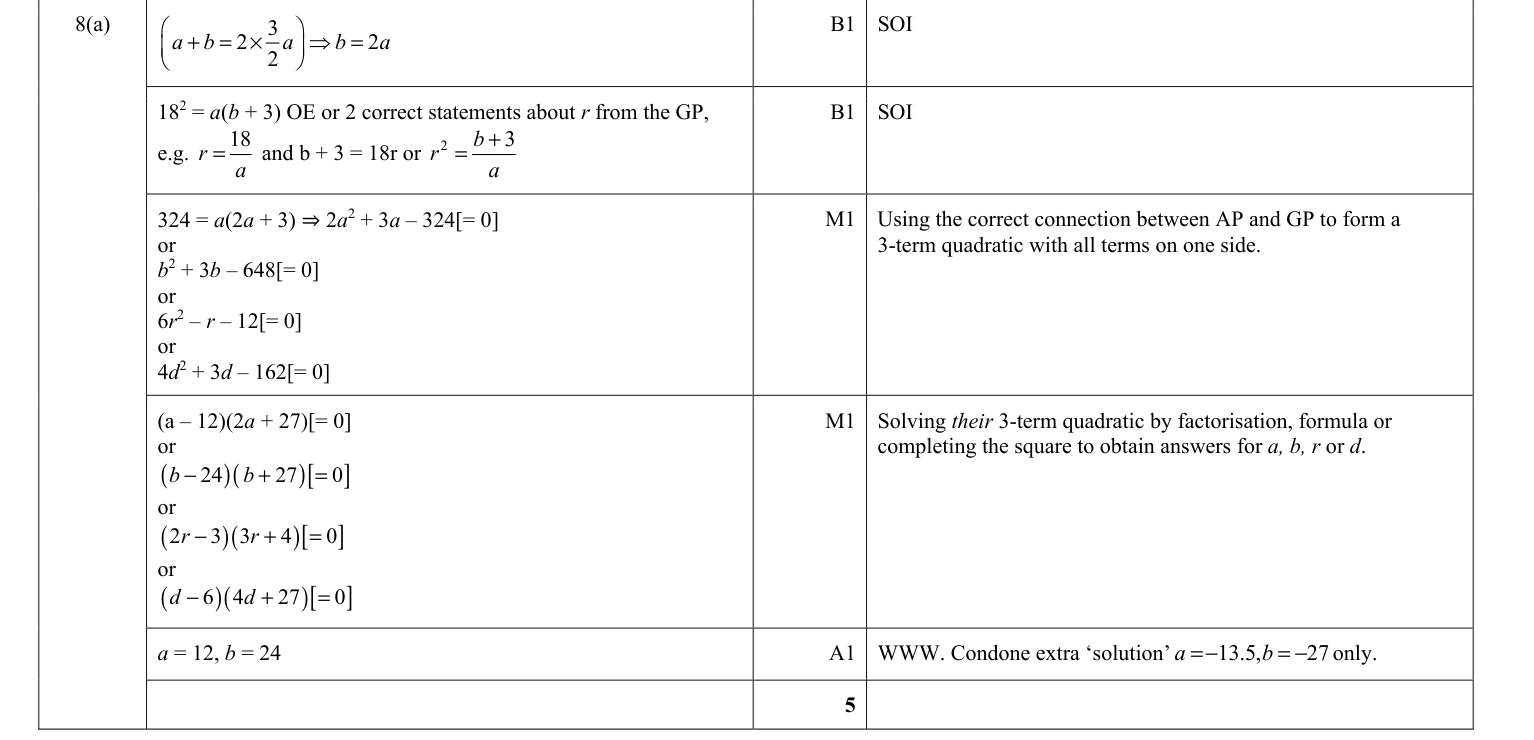 8(a) (a + b = 2 × 3/2 a) ⇒ b = 2a B1 SOI
18² = a(b + 3) OE or 2 correct statements about r from the GP, B1 SOI
e.g. r = 18/a and b + 3 = 18r or r² = (b + 3)/a
324 = a(2a + 3) ⇒ 2a² + 3a – 324[= 0] M1 Using the correct connection between AP and GP to form a
or 3-term quadratic with all terms on one side.
b² + 3b – 648[= 0]
or
6r² – r – 12[= 0]
or
4d² + 3d – 162[= 0]
(a – 12)(2a + 27)[= 0] M1 Solving their 3-term quadratic by factorisation, formula or
or completing the square to obtain answers for a, b, r or d.
(b − 24)(b + 27)[= 0]
or
(2r − 3)(3r + 4)[= 0]
or
(d − 6)(4d + 27)[= 0]
a = 12, b = 24 A1 WWW. Condone extra ‘solution’ a = −13.5, b = −27 only.
5